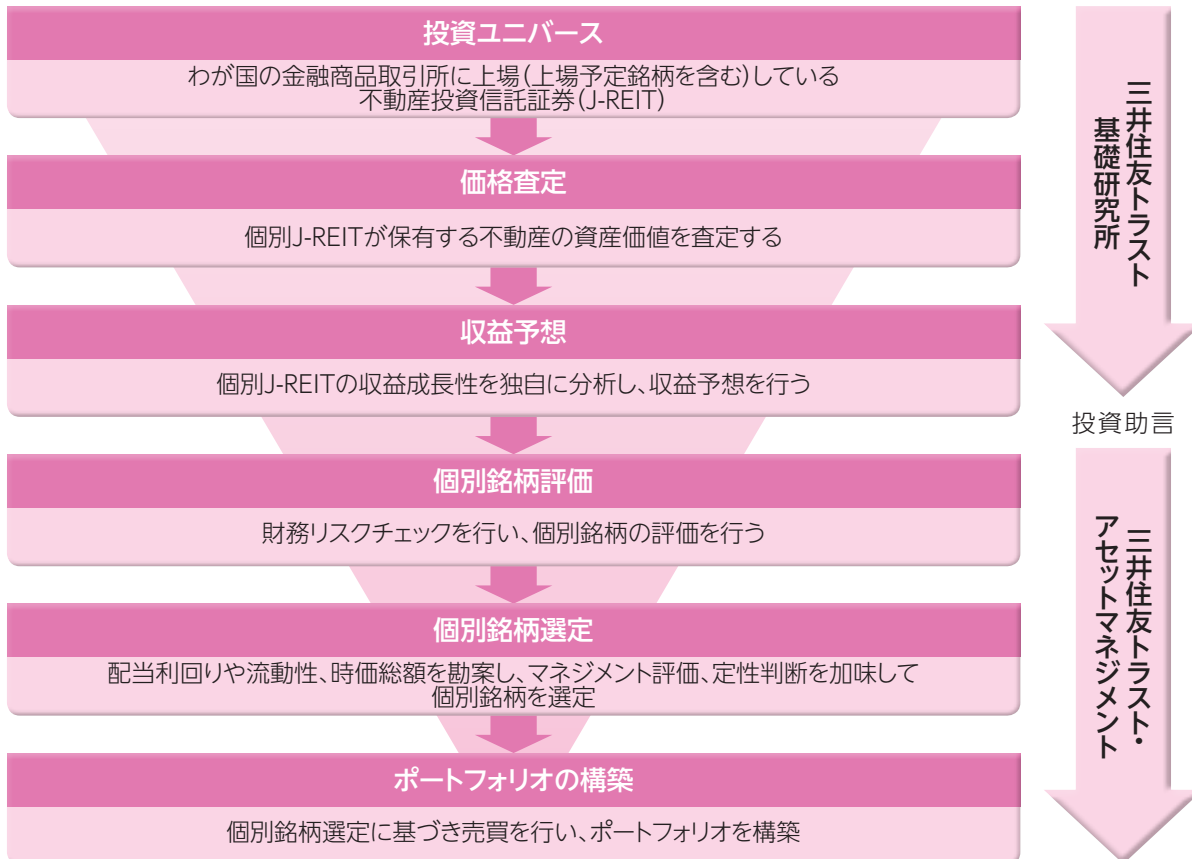 投資ユニバース
わが国の金融商品取引所に上場(上場予定銘柄を含む)している
不動産投資信託証券(J-REIT)
価格査定
個別J-REITが保有する不動産の資産価値を査定する
収益予想
個別J-REITの収益成長性を独自に分析し、収益予想を行う
個別銘柄評価
財務リスクチェックを行い、個別銘柄の評価を行う
個別銘柄選定
配当利回りや流動性、時価総額を勘案し、マネジメント評価、定性判断を加味して
個別銘柄を選定
ポートフォリオの構築
個別銘柄選定に基づき売買を行い、ポートフォリオを構築
三井住友トラスト
基礎研究所
投資助言
三井住友トラスト・
アセットマネジメント